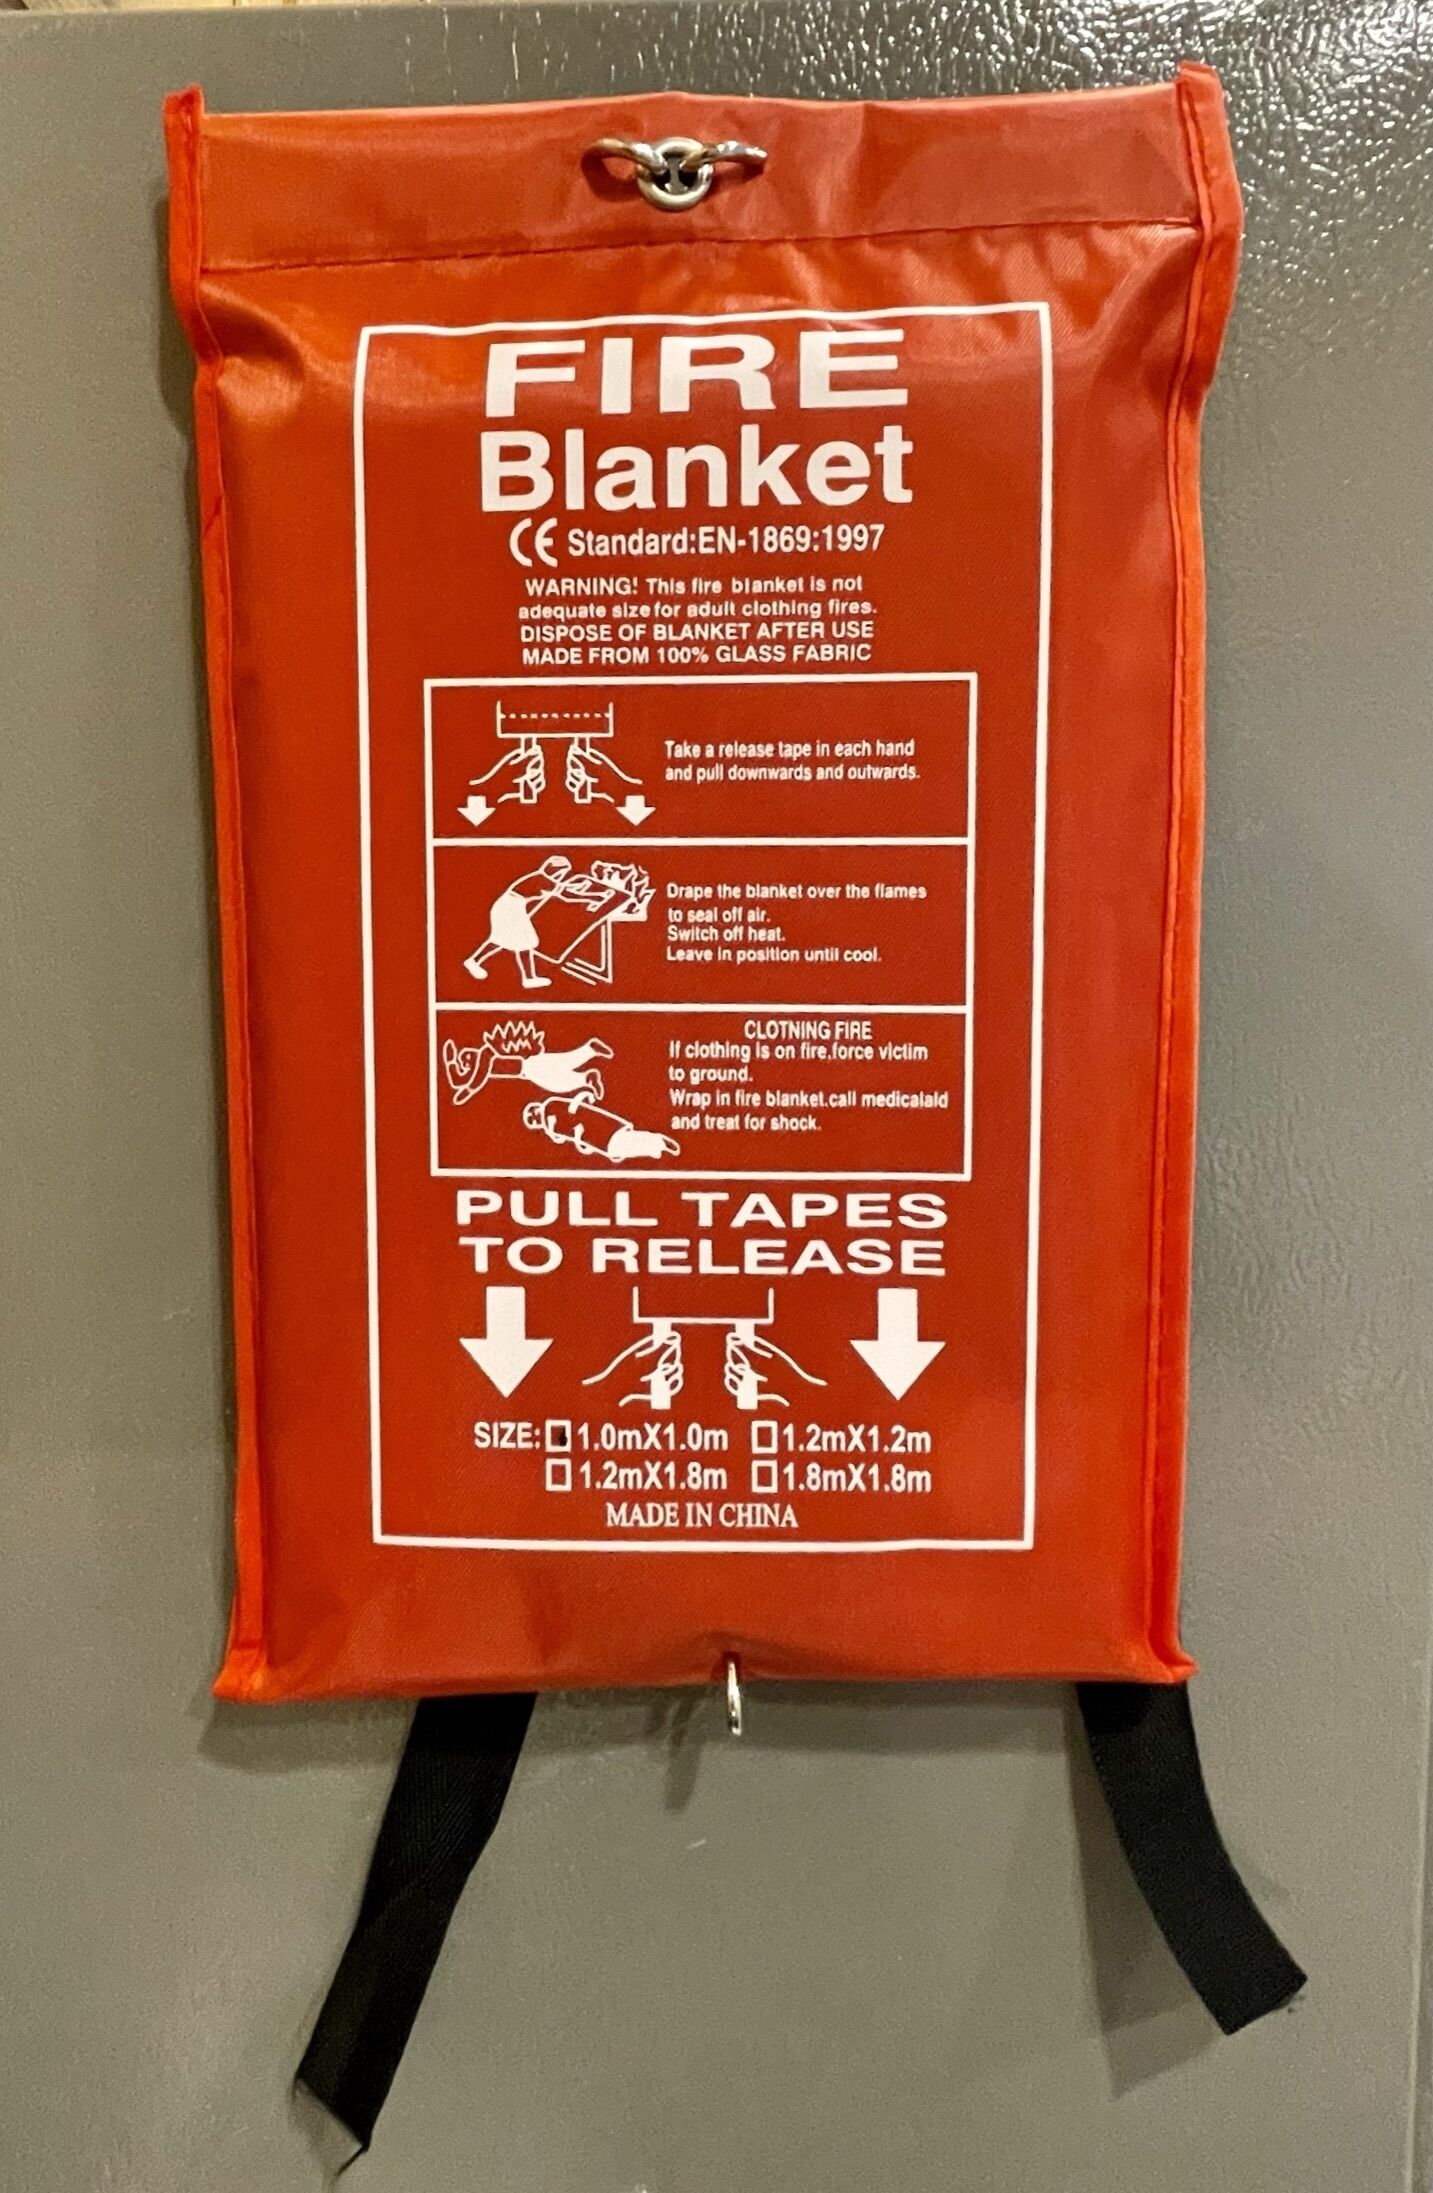 FIRE
Blanket
CE Standard:EN-1869:1997
WARNING! This fire blanket is not
adequate size for adult clothing fires.
DISPOSE OF BLANKET AFTER USE
MADE FROM 100% GLASS FABRIC
Take a release tape in each hand
and pull downwards and outwards.
Drape the blanket over the flames
to seal off air.
Switch off heat.
Leave in position until cool.
CLOTNING FIRE
If clothing is on fire.force victim
to ground.
Wrap in fire blanket.call medicalaid
and treat for shock.
PULL TAPES
TO RELEASE
SIZE: 1.0mX1.0m 1.2mX1.2m
1.2mX1.8m 1.8mX1.8m
MADE IN CHINA